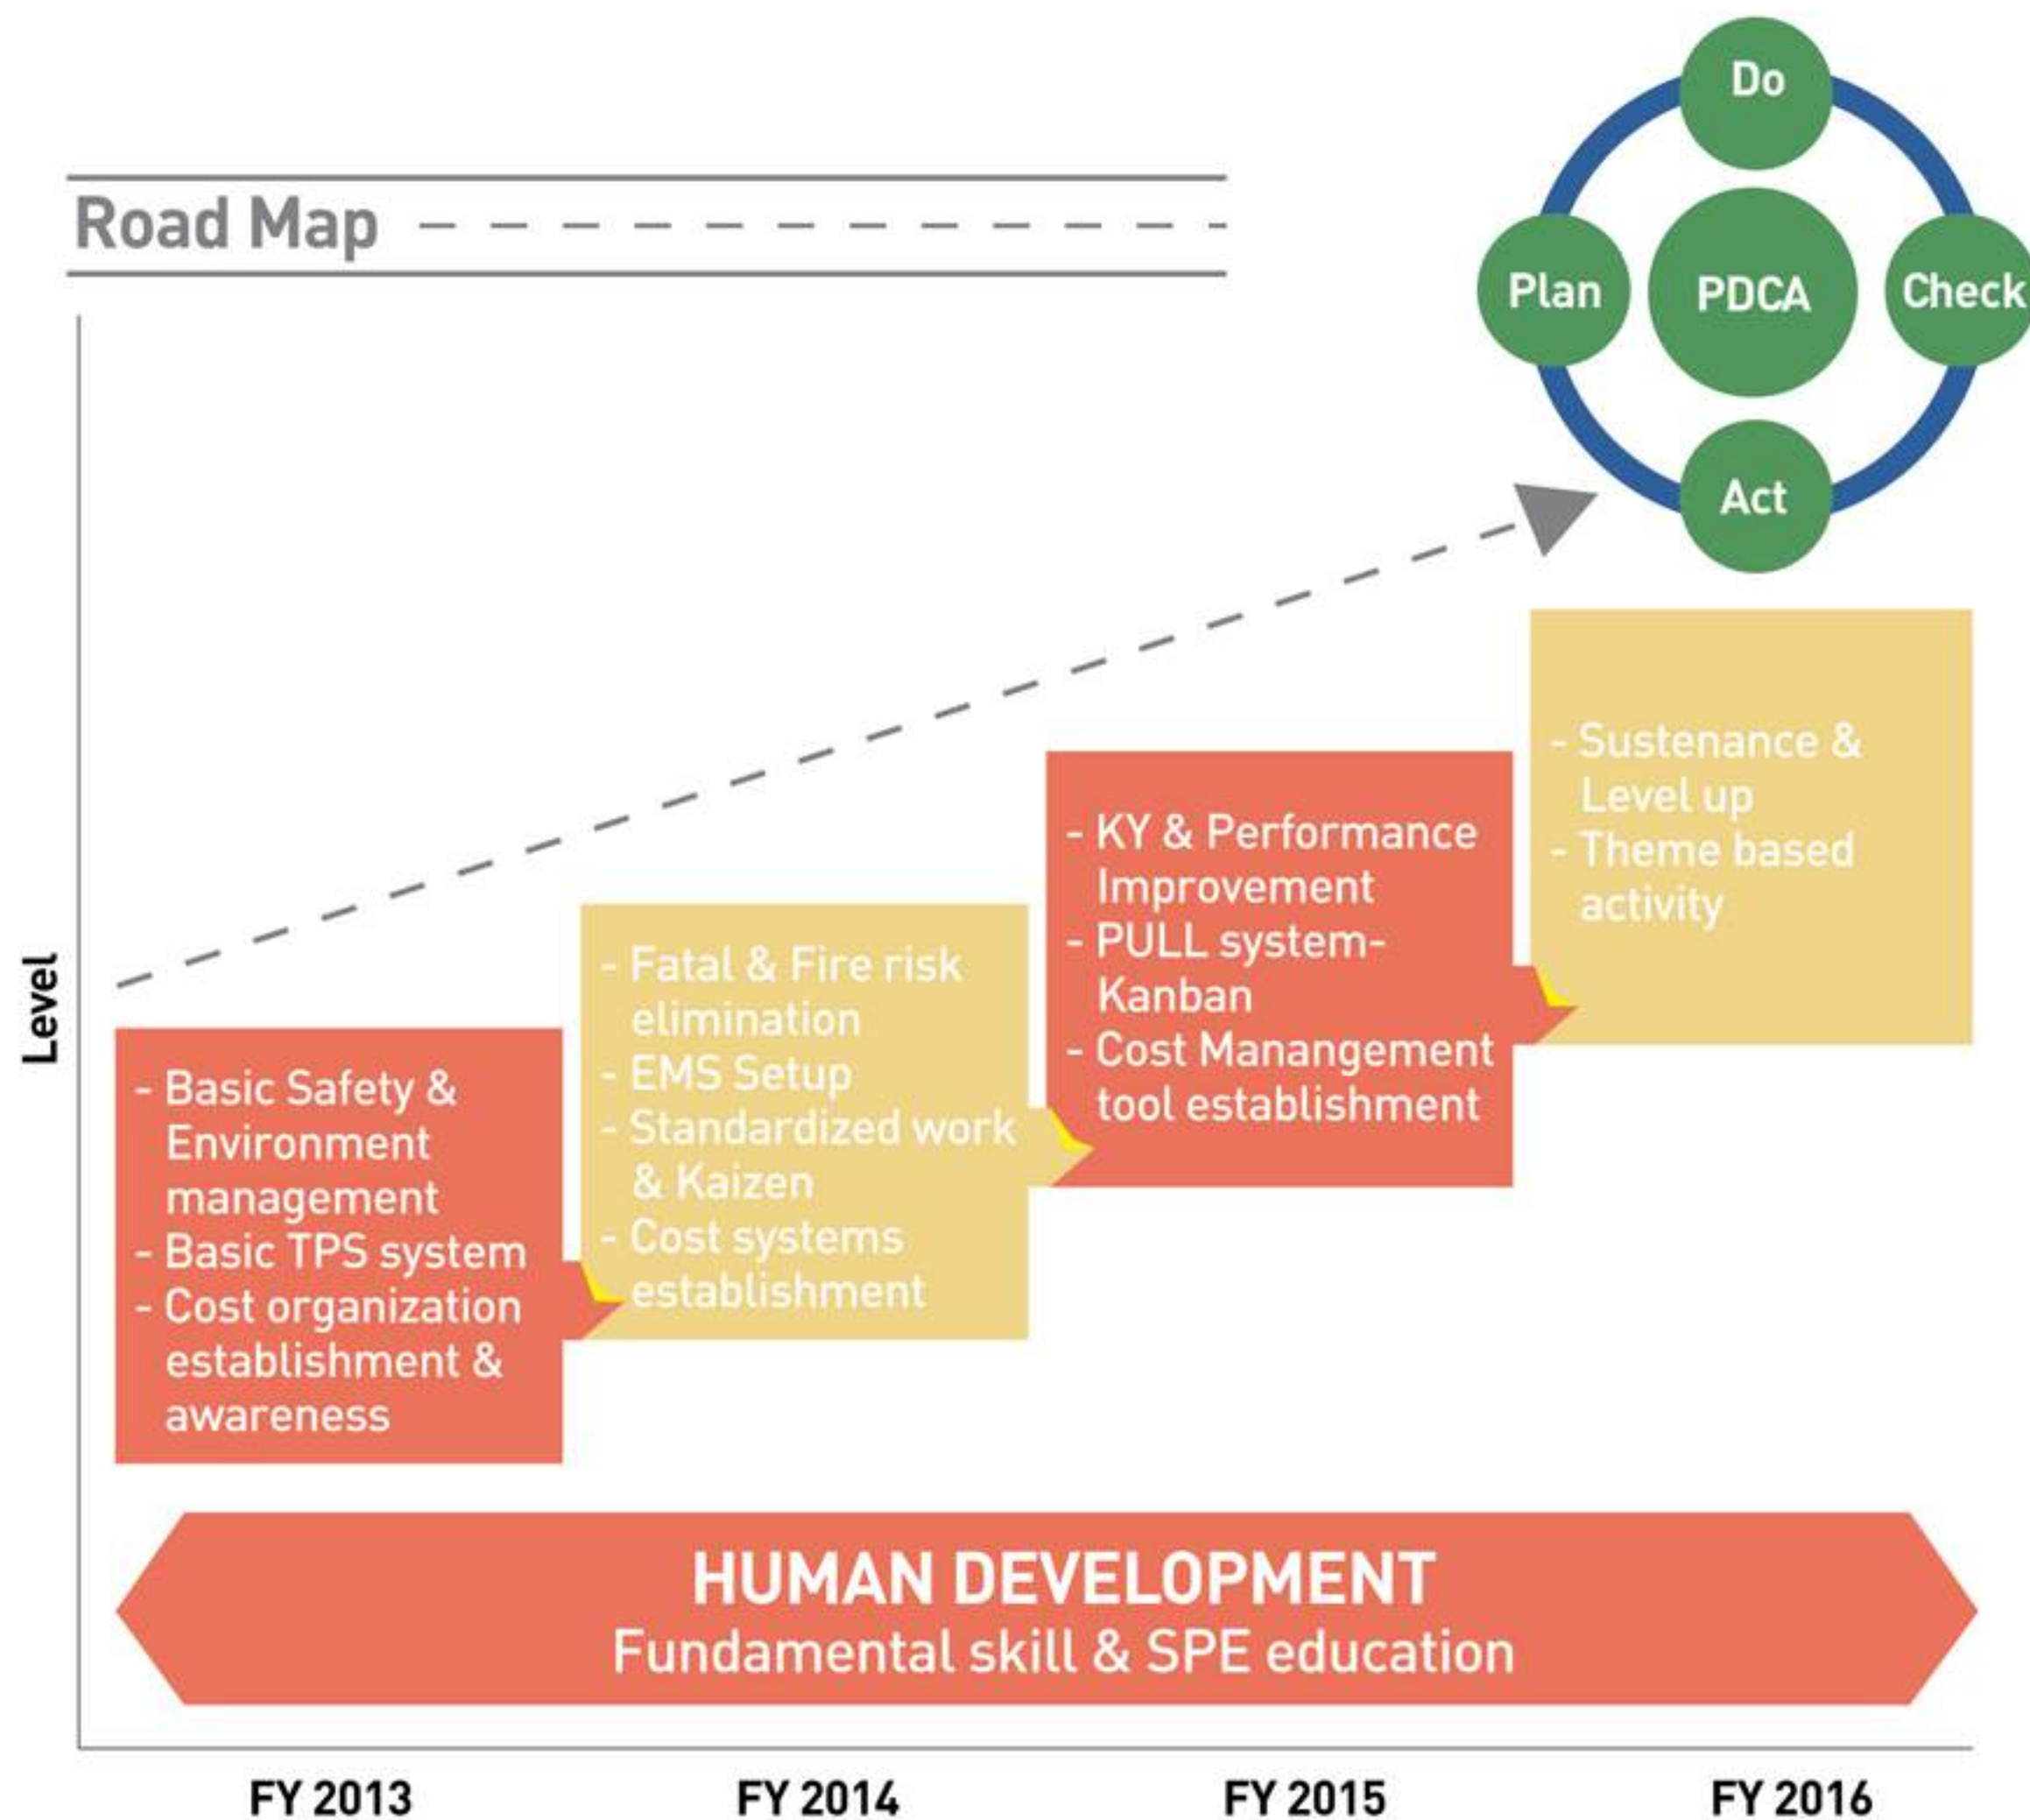 Road Map
Do
Plan
PDCA
Check
Act
Level
- Basic Safety &
Environment
management
- Basic TPS system
- Cost organization
establishment &
awareness
- Fatal & Fire risk
elimination
- EMS Setup
- Standardized work
& Kaizen
- Cost systems
establishment
- KY & Performance
Improvement
- PULL system-
Kanban
- Cost Manangement
tool establishment
- Sustenance &
Level up
- Theme based
activity
HUMAN DEVELOPMENT
Fundamental skill & SPE education
FY 2013
FY 2014
FY 2015
FY 2016